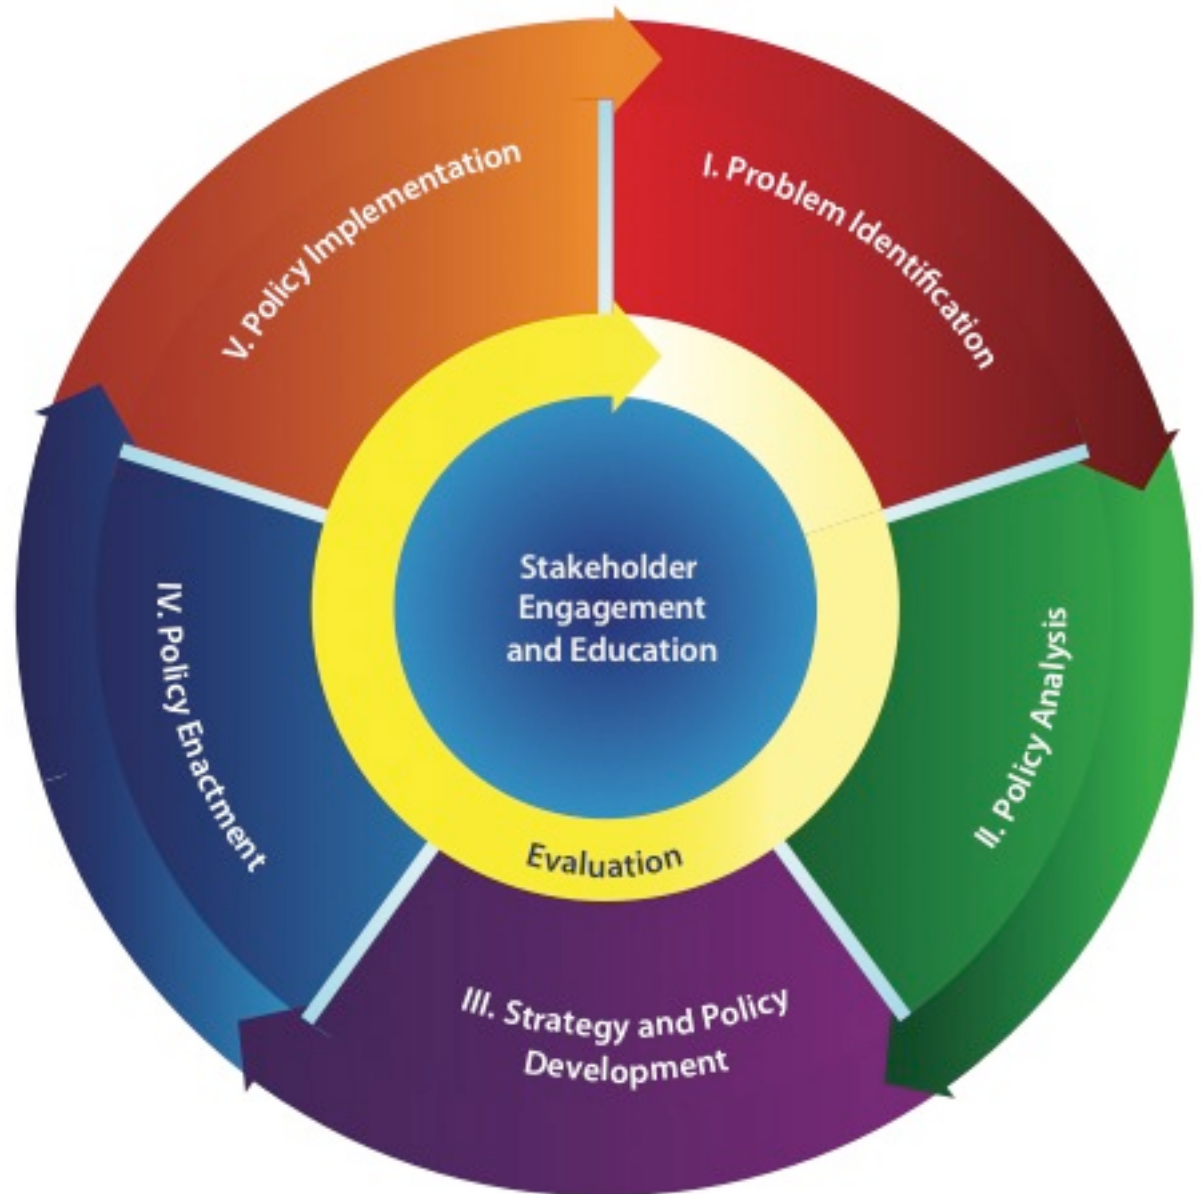 I. Problem Identification
II. Policy Analysis
III. Strategy and Policy
Development
IV. Policy Enactment
V. Policy Implementation
Evaluation
Stakeholder
Engagement
and Education